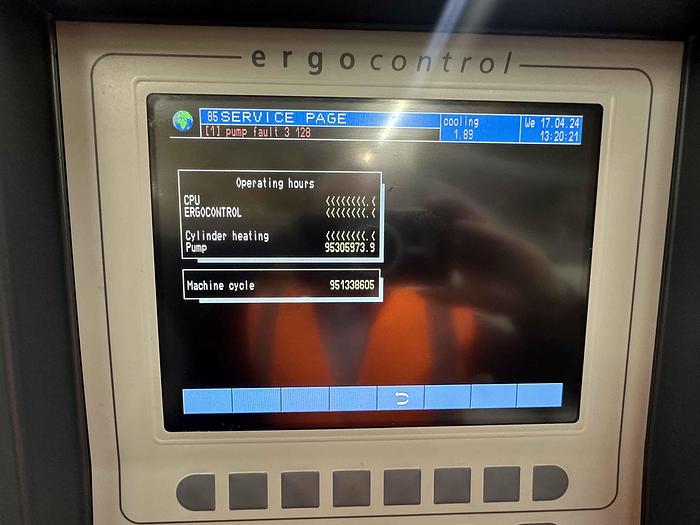 ergocontrol
85 SERVICE PAGE
cooling
We 17.04.24
[1] pump fault 3 128
1.89
13:20:21
Operating hours
CPU <<<<<<<<.<
ERGOCONTROL <<<<<<<<.<
Cylinder heating <<<<<<<<.<
Pump 95305973.9
Machine cycle 951338605